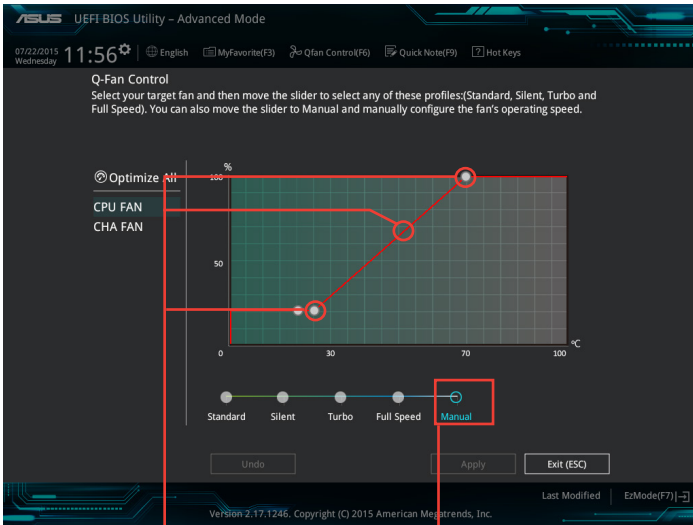 ASUS UEFI BIOS Utility – Advanced Mode
07/22/2015 Wednesday 11:56 English MyFavorite(F3) Qfan Control(F6) Quick Note(F9) ? Hot Keys
Q-Fan Control
Select your target fan and then move the slider to select any of these profiles:(Standard, Silent, Turbo and
Full Speed). You can also move the slider to Manual and manually configure the fan's operating speed.
Optimize All
CPU FAN
CHA FAN
%
100
50
0 30 70 100
°C
Standard Silent Turbo Full Speed Manual
Undo Apply Exit (ESC)
Last Modified EzMode(F7)
Version 2.17.1246. Copyright (C) 2015 American Megatrends, Inc.